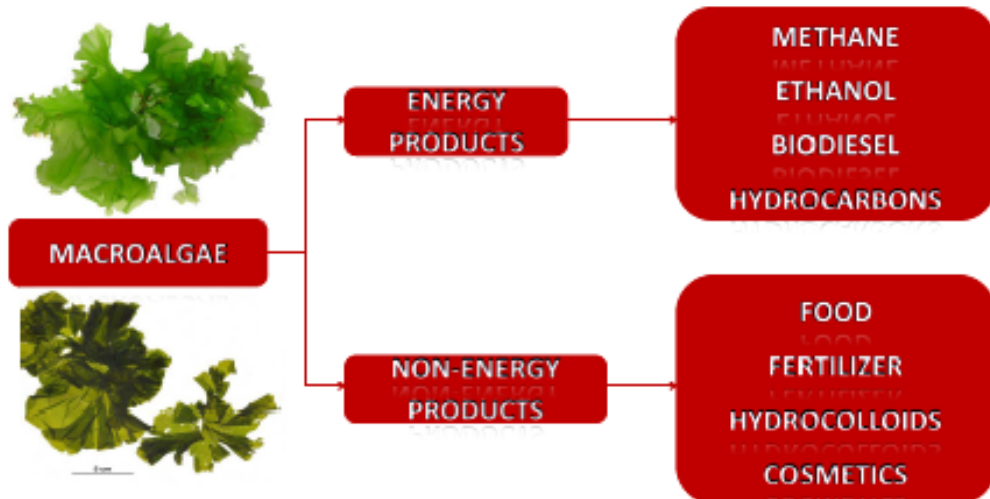 METHANE
ETHANOL
BIODIESEL
HYDROCARBONS
ENERGY
PRODUCTS
MACROALGAE
NON-ENERGY
PRODUCTS
FOOD
FERTILIZER
HYDROCOLLOIDS
COSMETICS